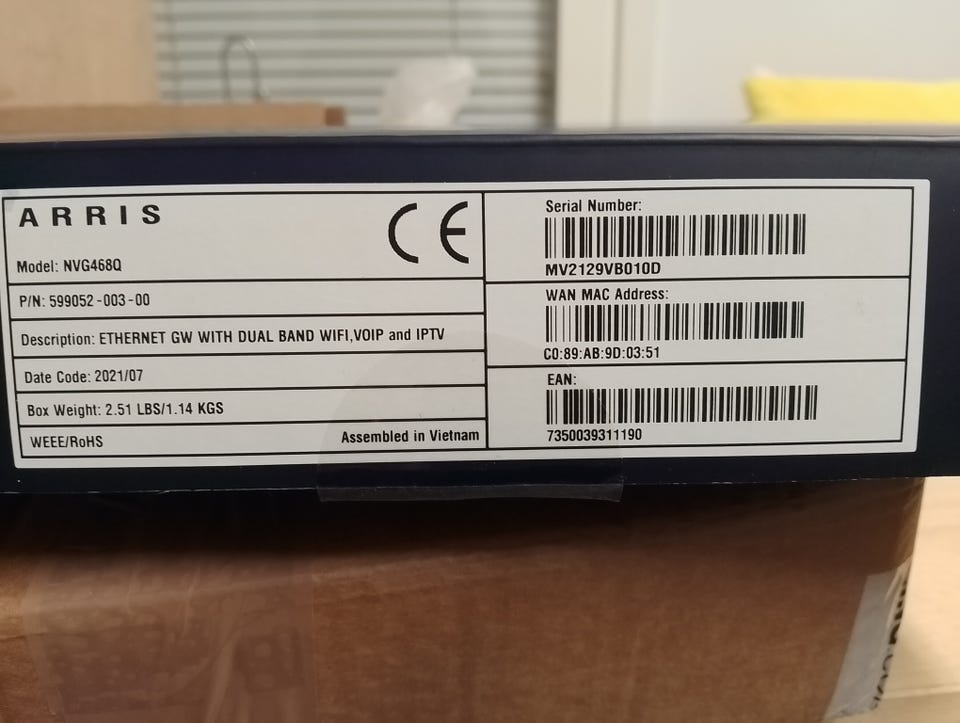 ARRIS
CE
Model: NVG468Q
P/N: 599052-003-00
Description: ETHERNET GW WITH DUAL BAND WIFI,VOIP and IPTV
Date Code: 2021/07
Box Weight: 2.51 LBS/1.14 KGS
WEEE/RoHS
Assembled in Vietnam
Serial Number:
MV2129VB010D
WAN MAC Address:
C0:89:AB:9D:03:51
EAN:
7350039311190